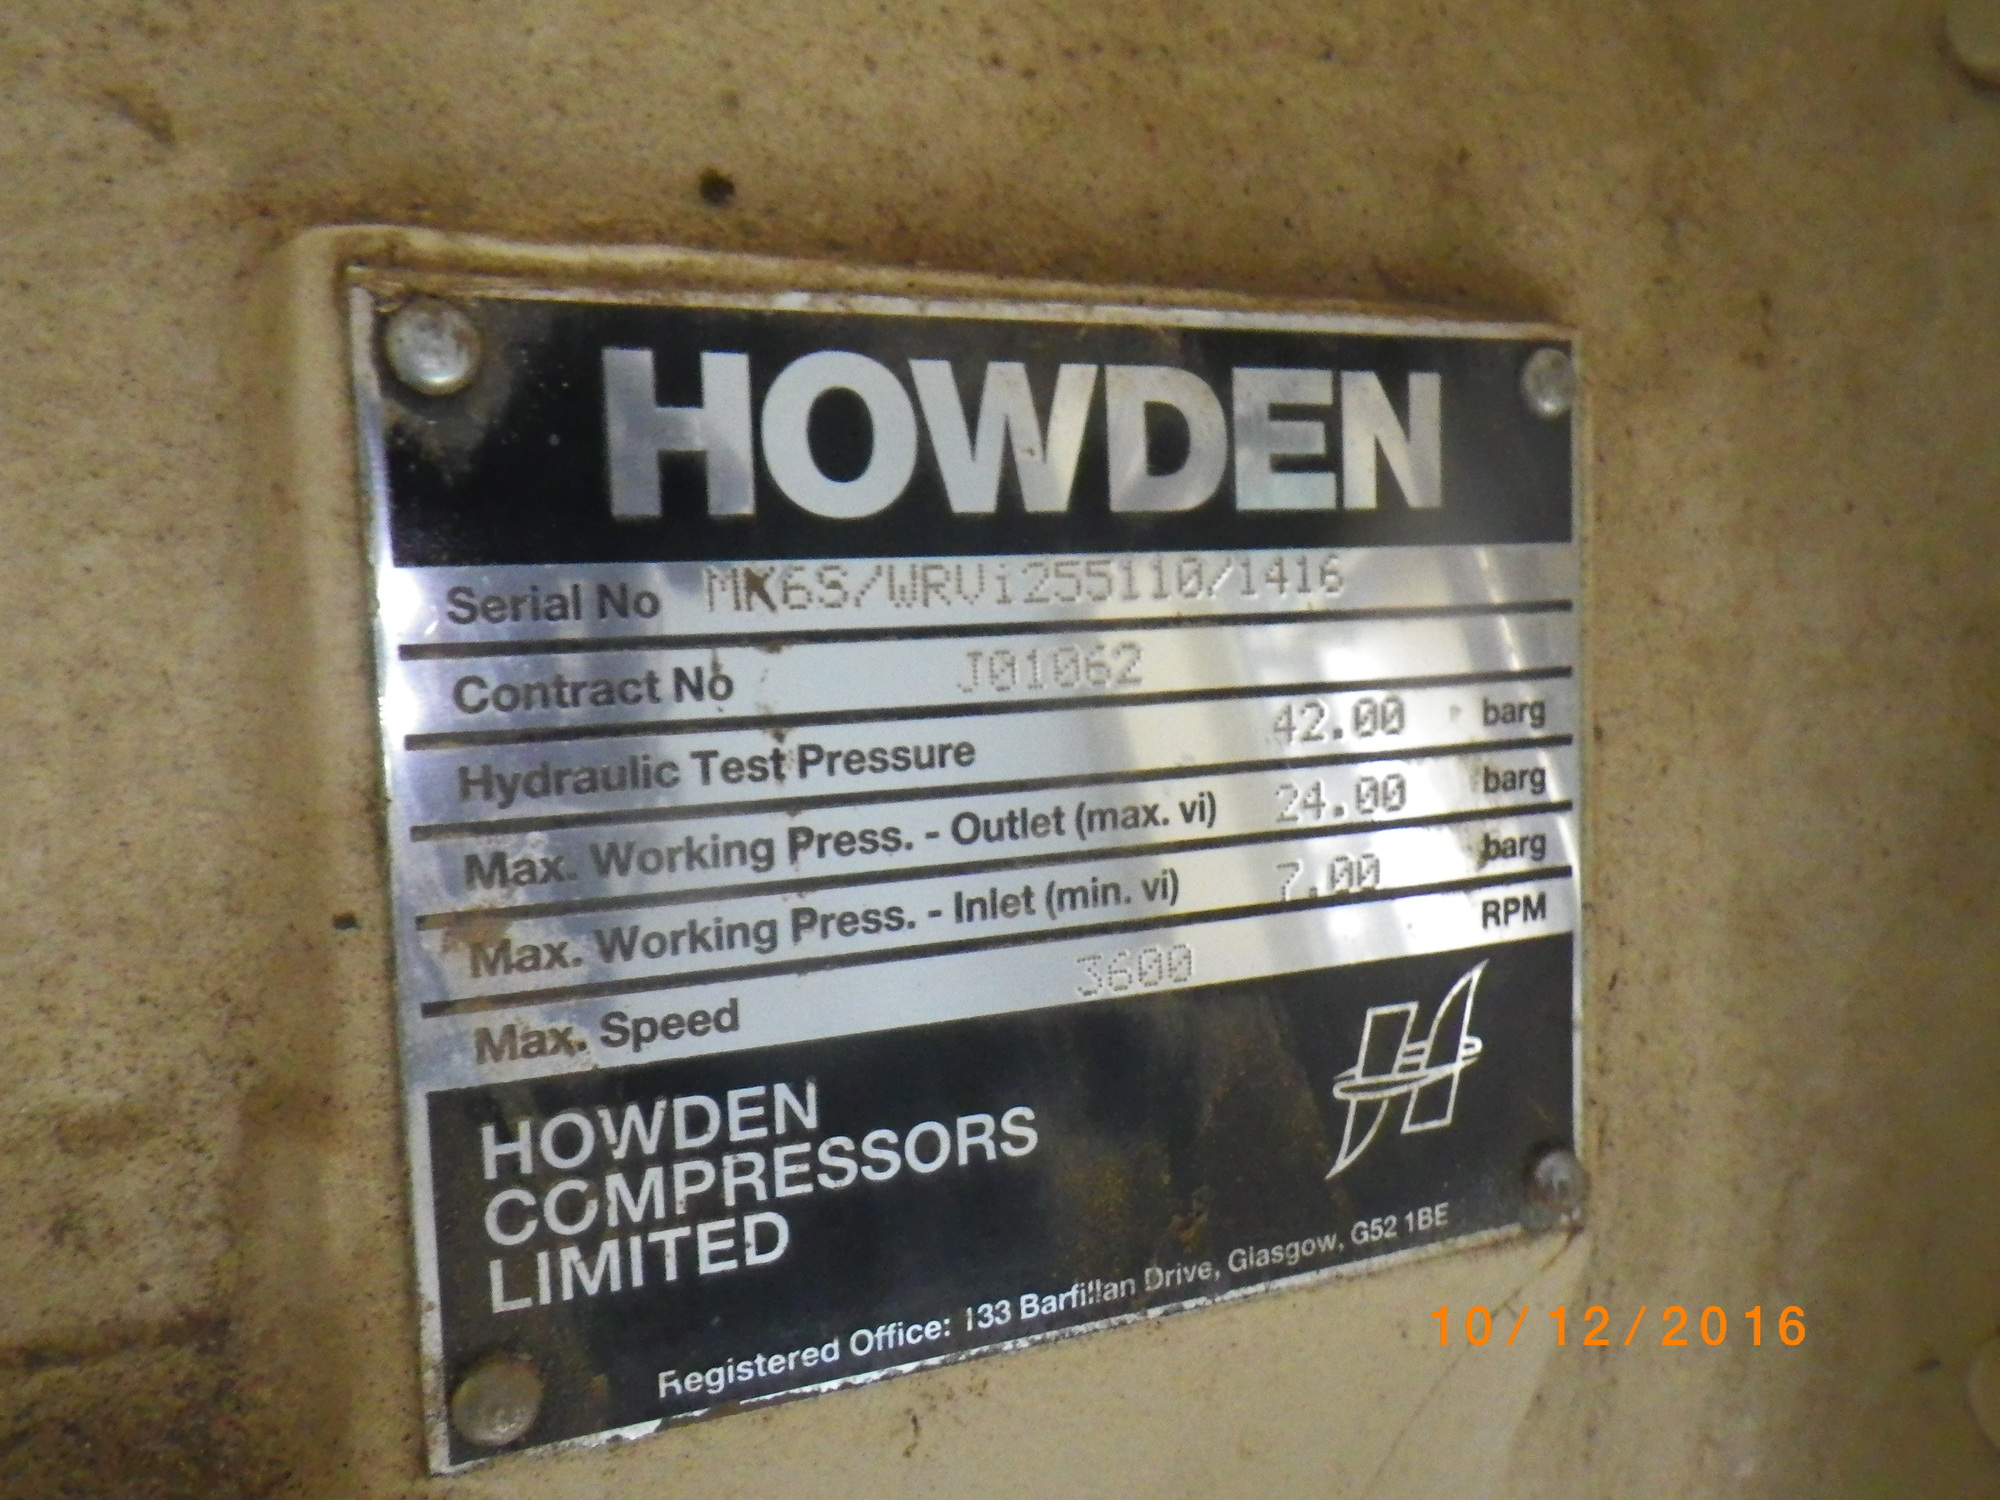 HOWDEN
Serial No MK6S/WRVi255110/1416
Contract No J01062
Hydraulic Test Pressure 42.00 barg
Max. Working Press. - Outlet (max. vi) 24.00 barg
Max. Working Press. - Inlet (min. vi) 7.00 barg
Max. Speed 3600 RPM
HOWDEN
COMPRESSORS
LIMITED
Registered Office: 133 Barfillan Drive, Glasgow, G52 1BE
10/12/2016